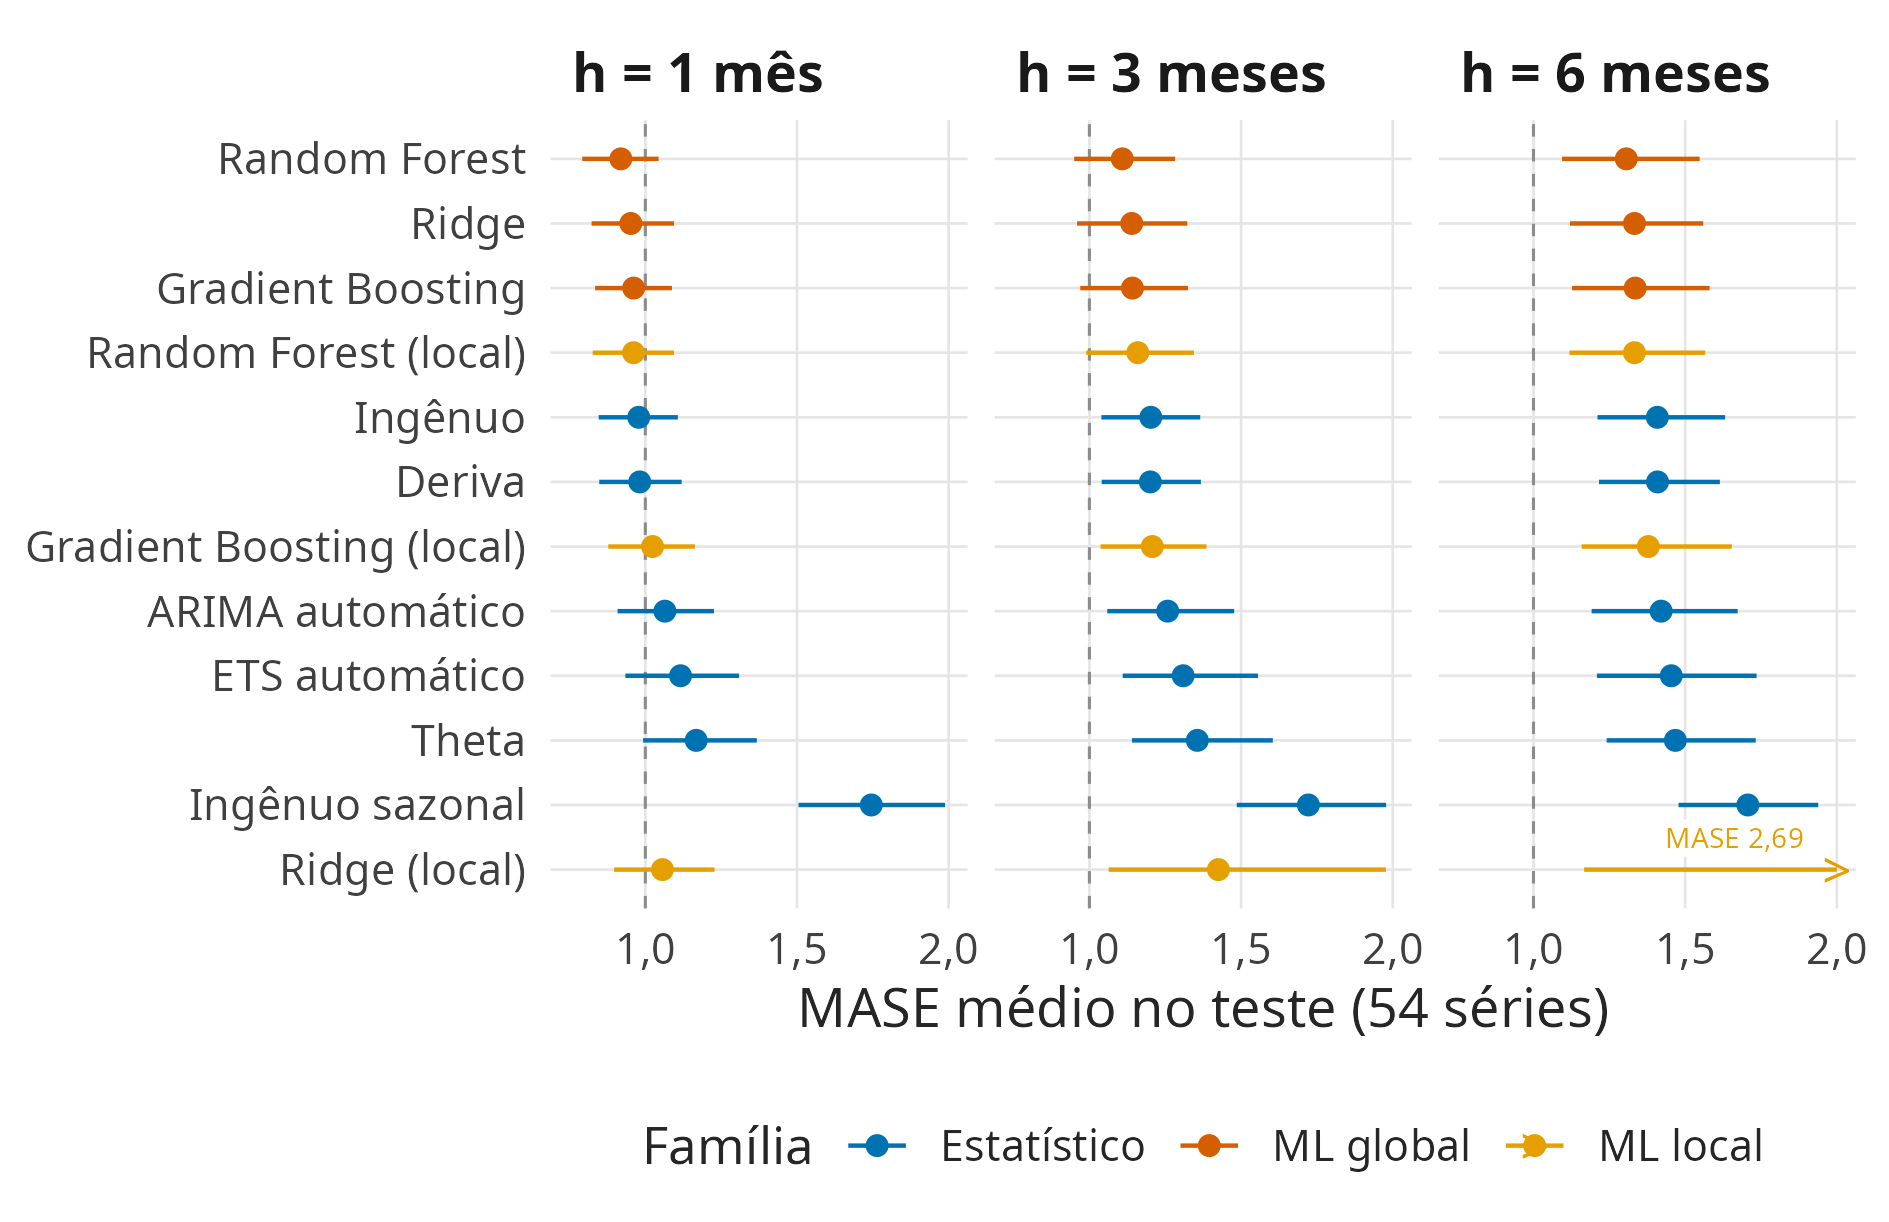 h = 1 mês
h = 3 meses
h = 6 meses
Random Forest
Ridge
Gradient Boosting
Random Forest (local)
Ingênuo
Deriva
Gradient Boosting (local)
ARIMA automático
ETS automático
Theta
Ingênuo sazonal
MASE 2,69
Ridge (local)
1,0 1,5 2,0 1,0 1,5 2,0 1,0 1,5 2,0
MASE médio no teste (54 séries)
Família Estatístico ML global ML local